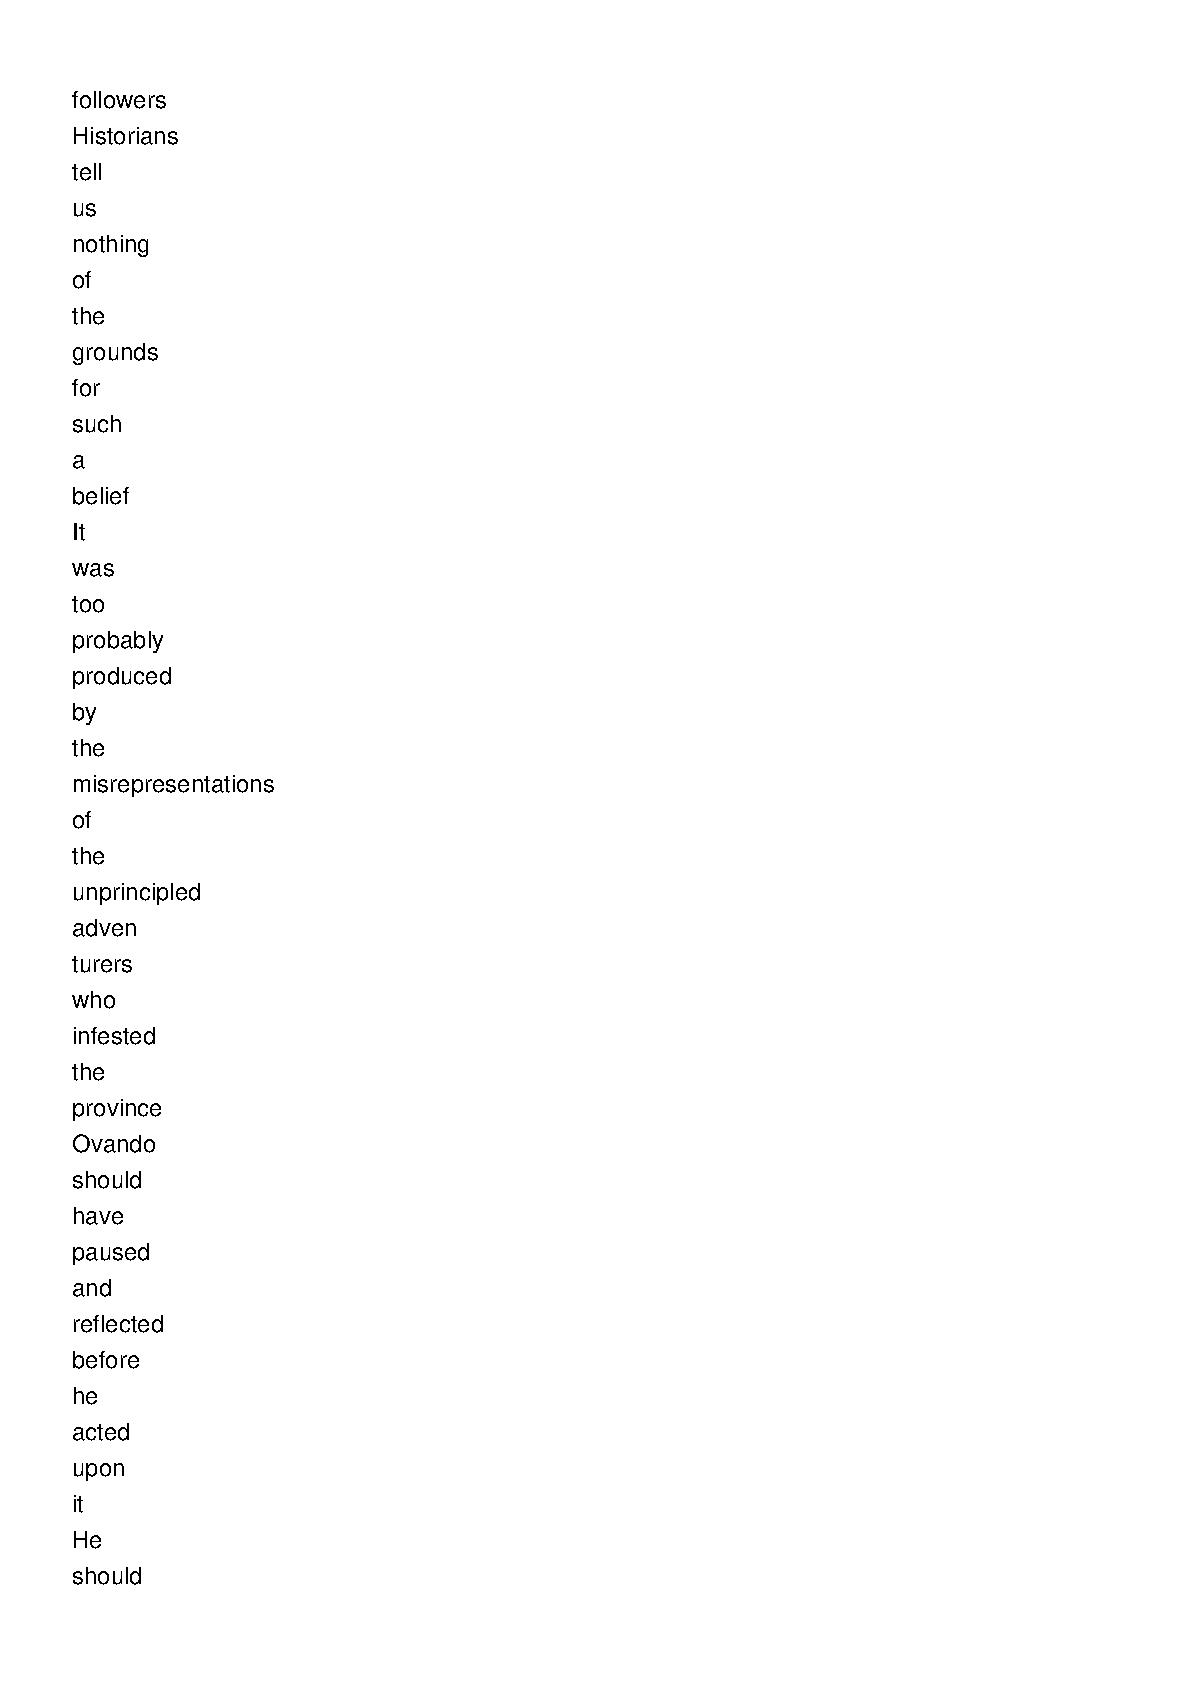 followers
Historians
tell
us
nothing
of
the
grounds
for
such
a
belief
It
was
too
probably
produced
by
the
misrepresentations
of
the
unprincipled
adven
turers
who
infested
the
province
Ovando
should
have
paused
and
reflected
before
he
acted
upon
it
He
should